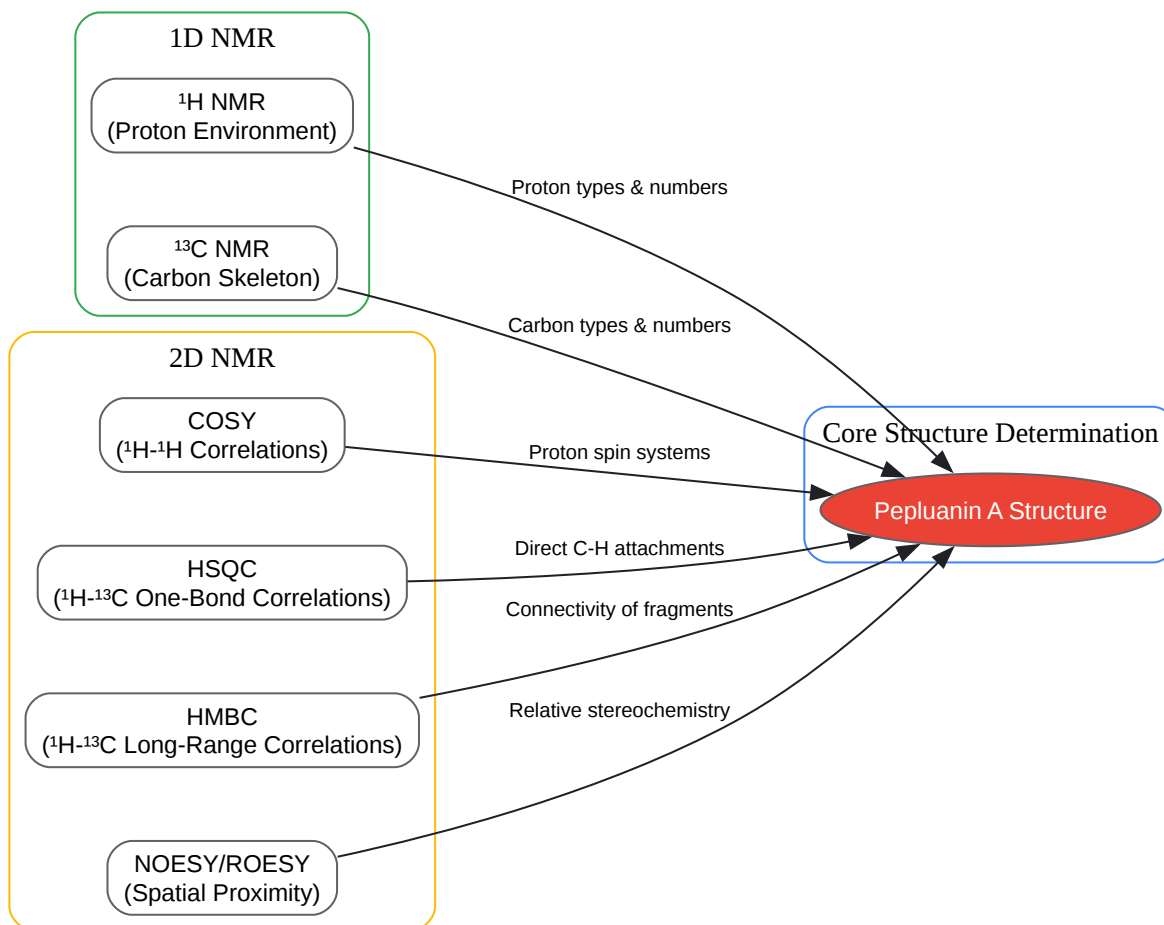 1D NMR
¹H NMR
(Proton Environment)
¹³C NMR
(Carbon Skeleton)
2D NMR
COSY
(¹H-¹H Correlations)
HSQC
(¹H-¹³C One-Bond Correlations)
HMBC
(¹H-¹³C Long-Range Correlations)
NOESY/ROESY
(Spatial Proximity)
Proton types & numbers
Carbon types & numbers
Proton spin systems
Direct C-H attachments
Connectivity of fragments
Relative stereochemistry
Core Structure Determination
Pepluanin A Structure